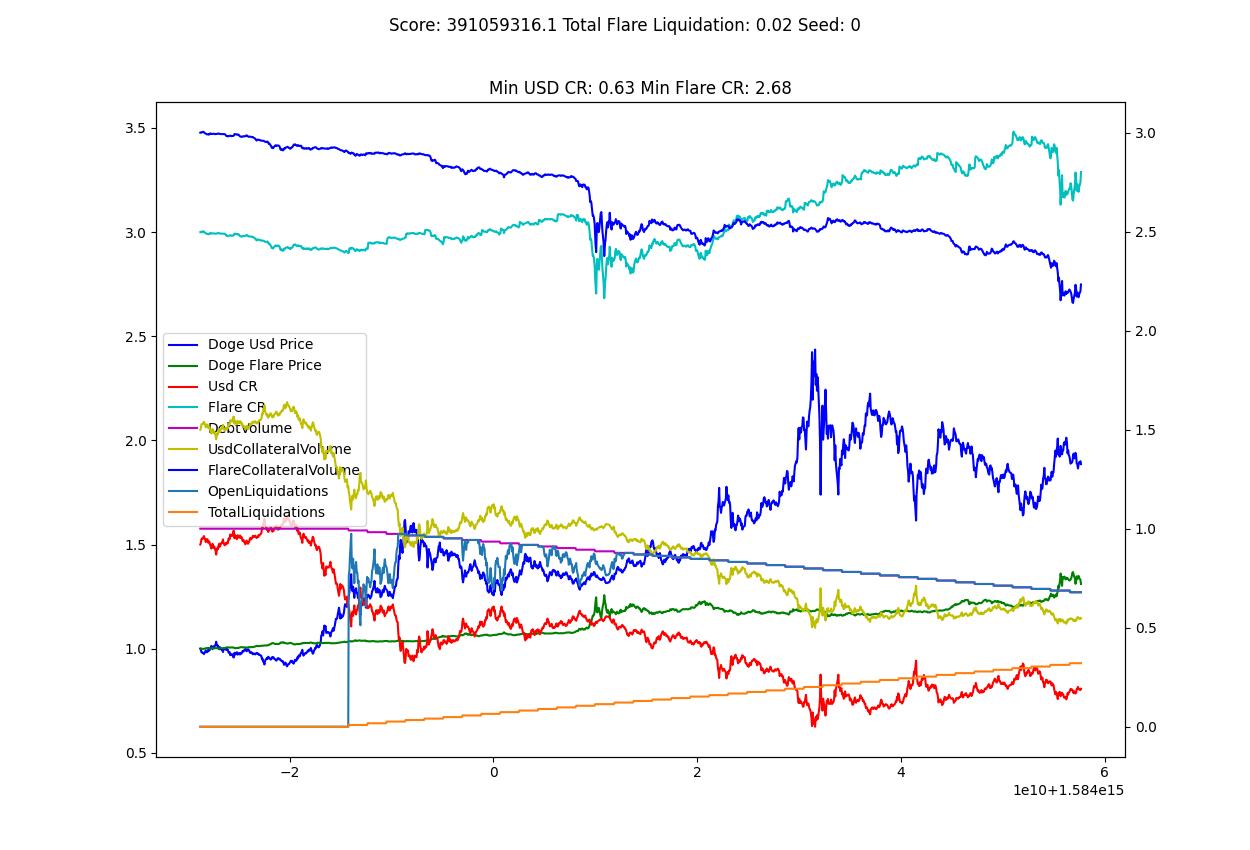 Score: 391059316.1 Total Flare Liquidation: 0.02 Seed: 0
Min USD CR: 0.63 Min Flare CR: 2.68
3.5
3.0
2.5
2.0
1.5
1.0
0.5
Doge Usd Price
Doge Flare Price
Usd CR
Flare CR
DebtVolume
UsdCollateralVolume
FlareCollateralVolume
OpenLiquidations
TotalLiquidations
3.0
2.5
2.0
1.5
1.0
0.5
0.0
−2 0 2 4 6
1e10+1.584e15